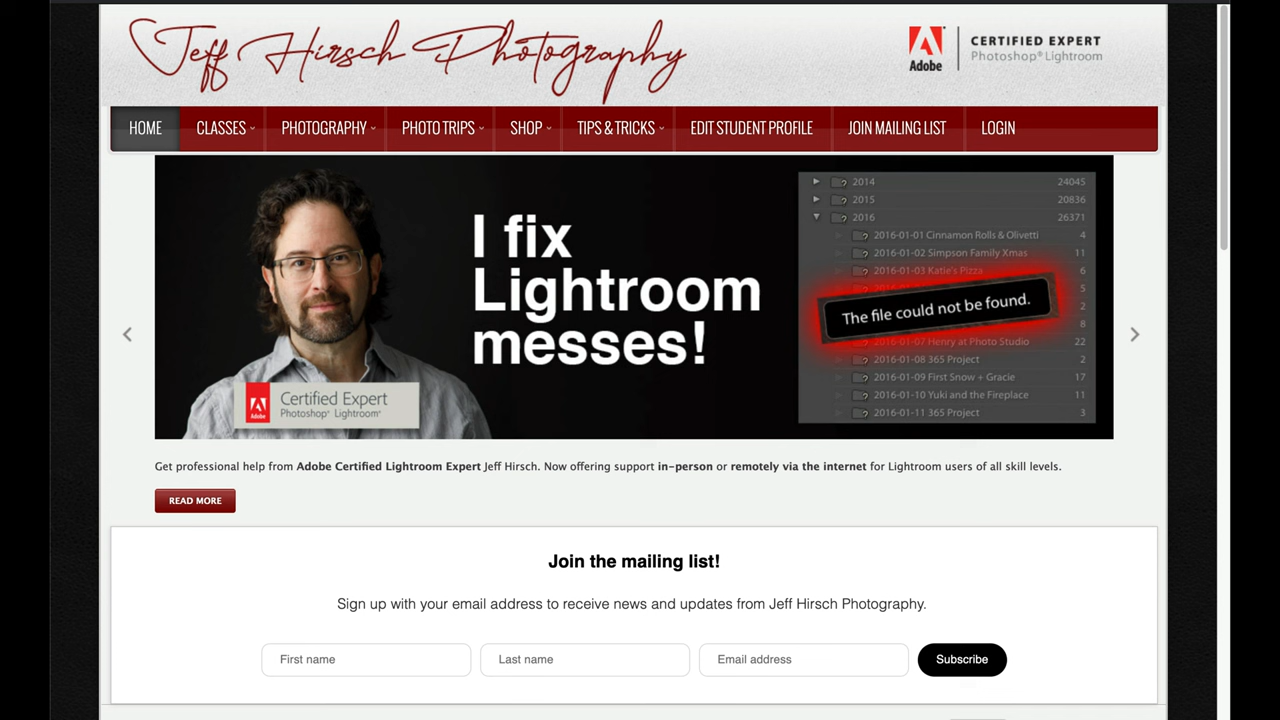 Jeff Hirsch Photography
Adobe
CERTIFIED EXPERT
Photoshop® Lightroom
HOME CLASSES PHOTOGRAPHY PHOTO TRIPS SHOP TIPS & TRICKS EDIT STUDENT PROFILE JOIN MAILING LIST LOGIN
I fix
Lightroom
messes!
Adobe
Certified Expert
Photoshop® Lightroom®
2014 24045
2015 20836
2016 26371
2016-01-01 Cinnamon Rolls & Olivetti 4
2016-01-02 Simpson Family Xmas 11
2016-01-03 Katie's Pizza 6
5
The file could not be found.
2
8
2016-01-07 Henry at Photo Studio 22
2016-01-08 365 Project 2
2016-01-09 First Snow + Gracie 17
2016-01-10 Yuki and the Fireplace 11
2016-01-11 365 Project 3
Get professional help from Adobe Certified Lightroom Expert Jeff Hirsch. Now offering support in-person or remotely via the internet for Lightroom users of all skill levels.
READ MORE
Join the mailing list!
Sign up with your email address to receive news and updates from Jeff Hirsch Photography.
First name Last name Email address Subscribe